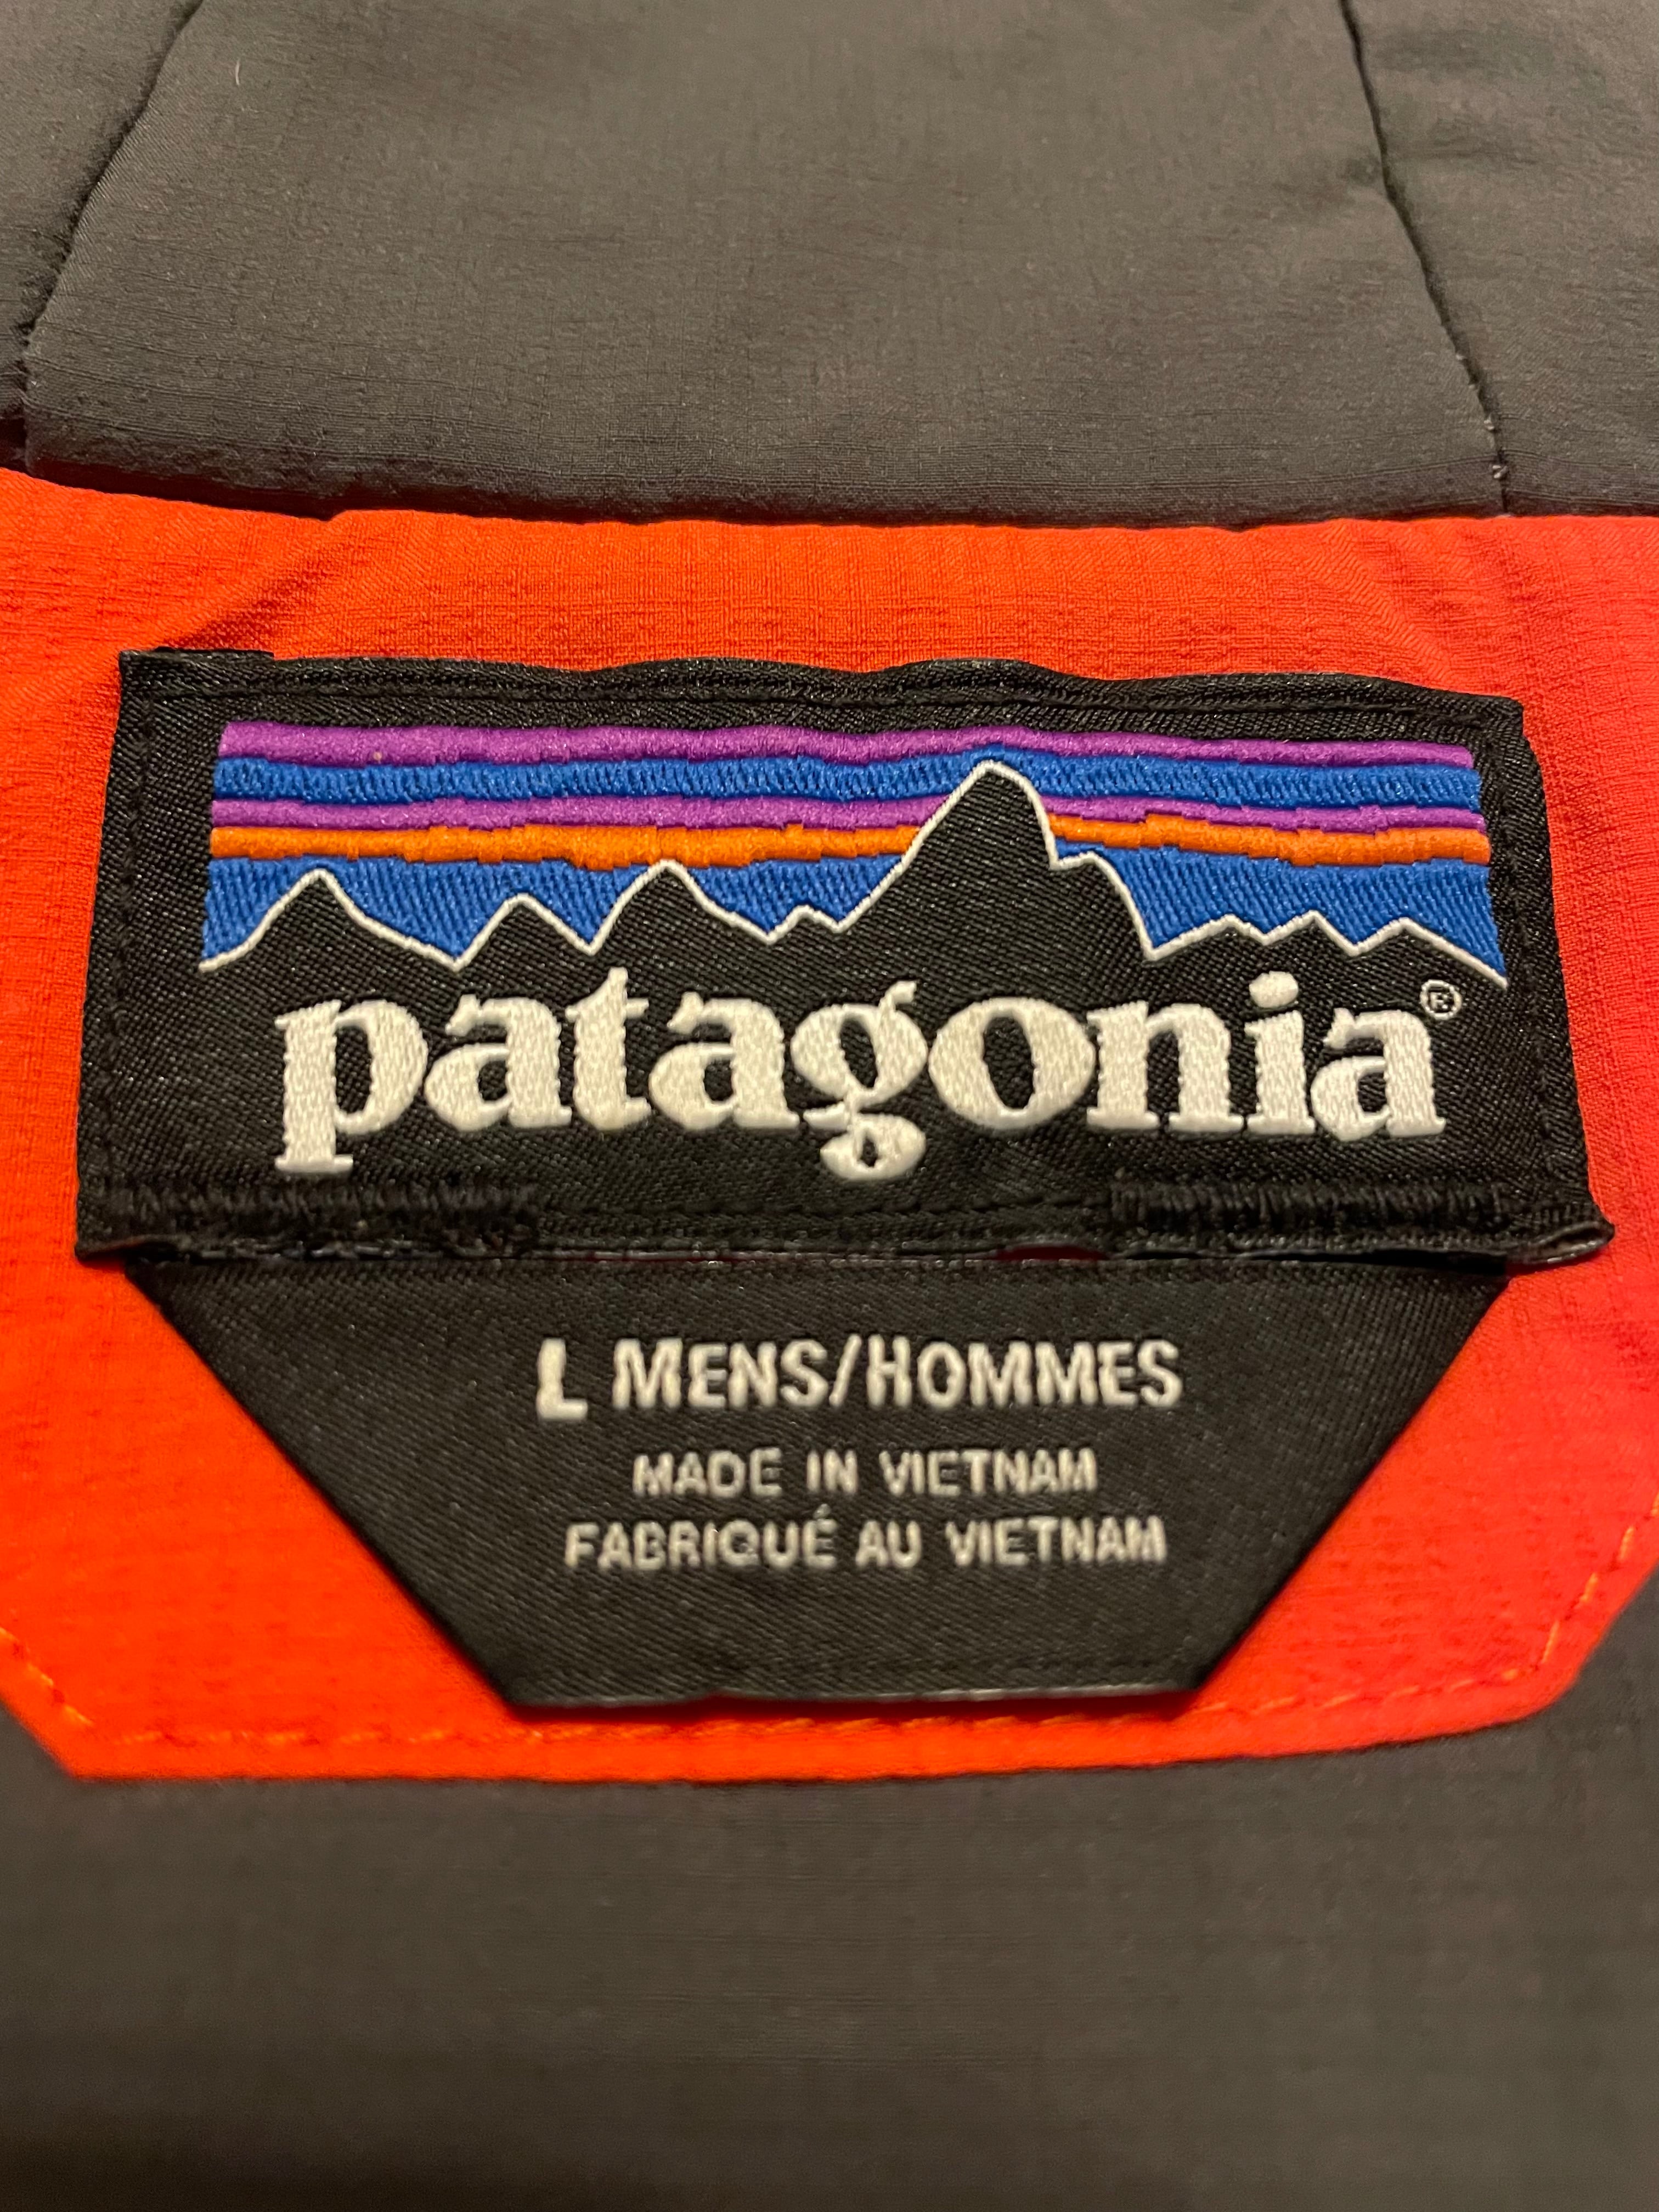 patagonia®
L MENS/HOMMES
MADE IN VIETNAM
FABRIQUÉ AU VIETNAM